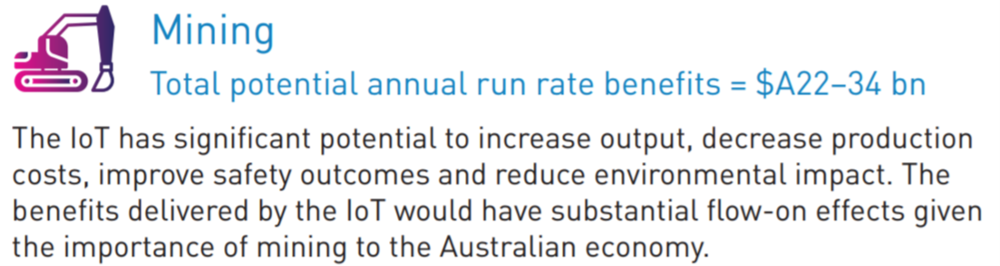 Mining
Total potential annual run rate benefits = $A22–34 bn
The IoT has significant potential to increase output, decrease production
costs, improve safety outcomes and reduce environmental impact. The
benefits delivered by the IoT would have substantial flow-on effects given
the importance of mining to the Australian economy.